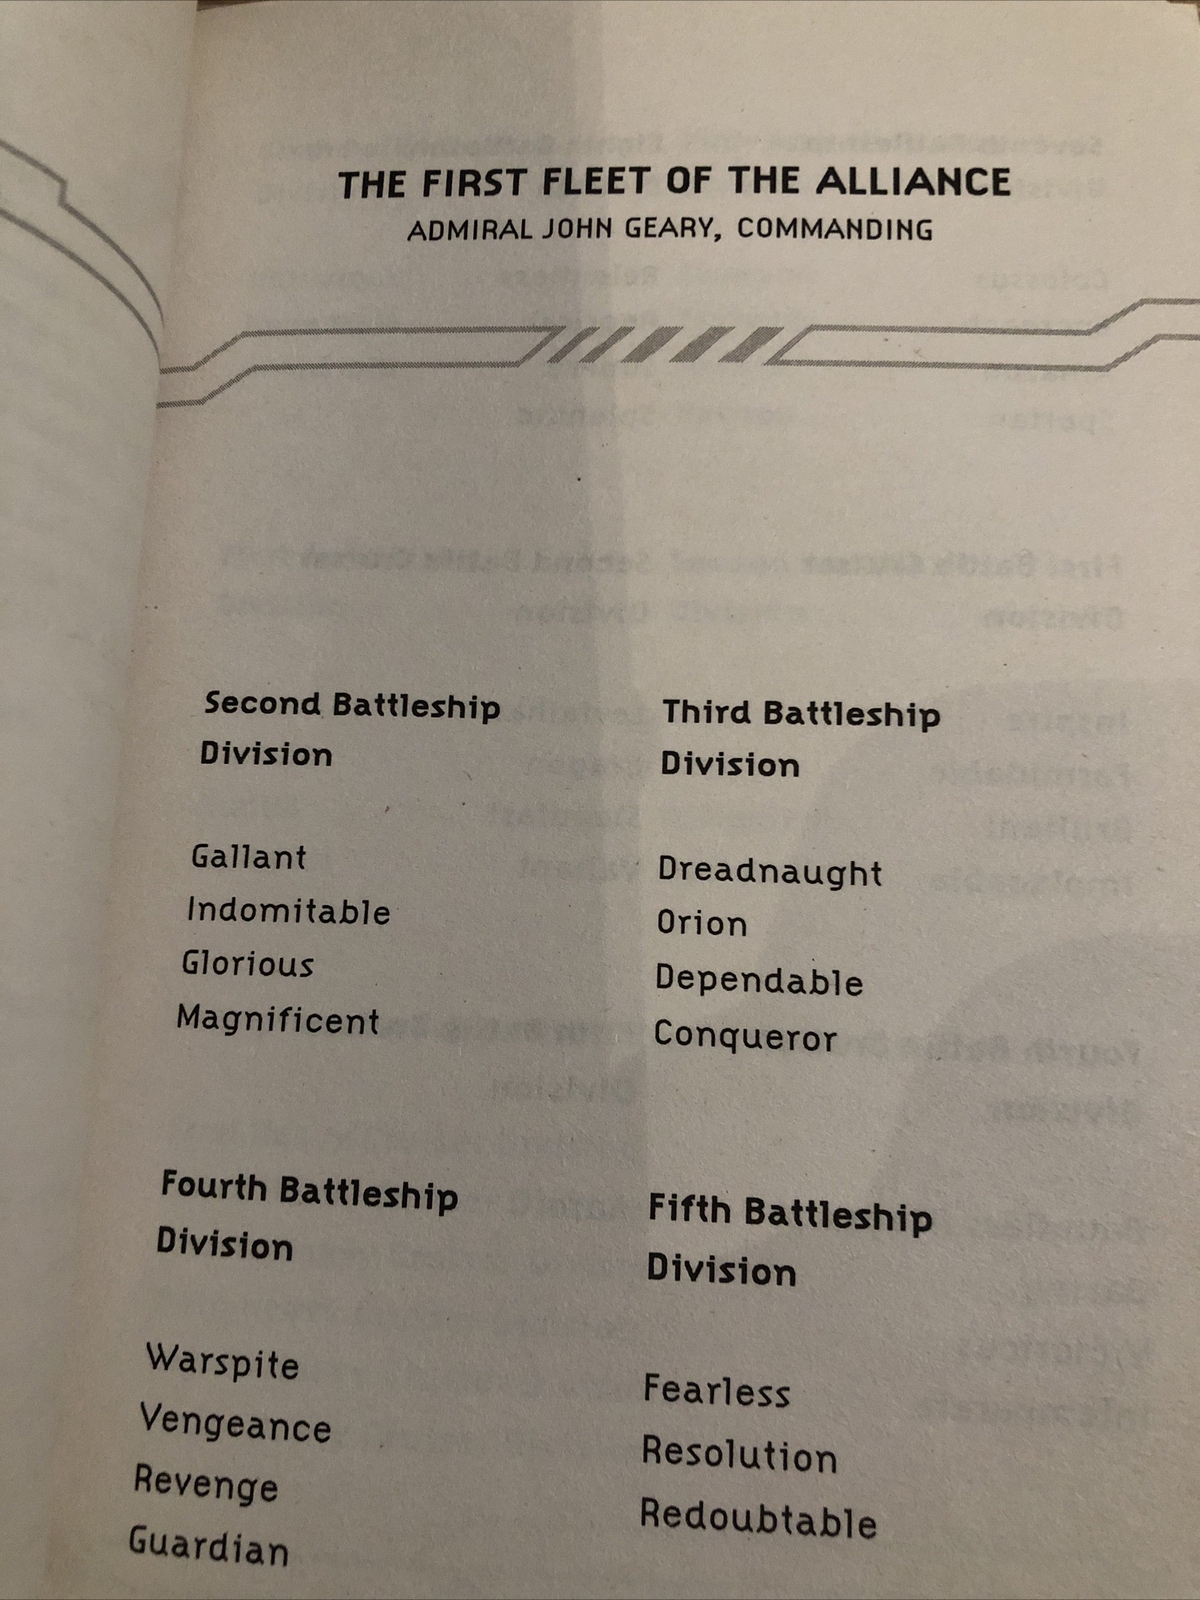 THE FIRST FLEET OF THE ALLIANCE
ADMIRAL JOHN GEARY, COMMANDING
Second Battleship
Division
Gallant
Indomitable
Glorious
Magnificent
Third Battleship
Division
Dreadnaught
Orion
Dependable
Conqueror
Fourth Battleship
Division
Warspite
Vengeance
Revenge
Guardian
Fifth Battleship
Division
Fearless
Resolution
Redoubtable